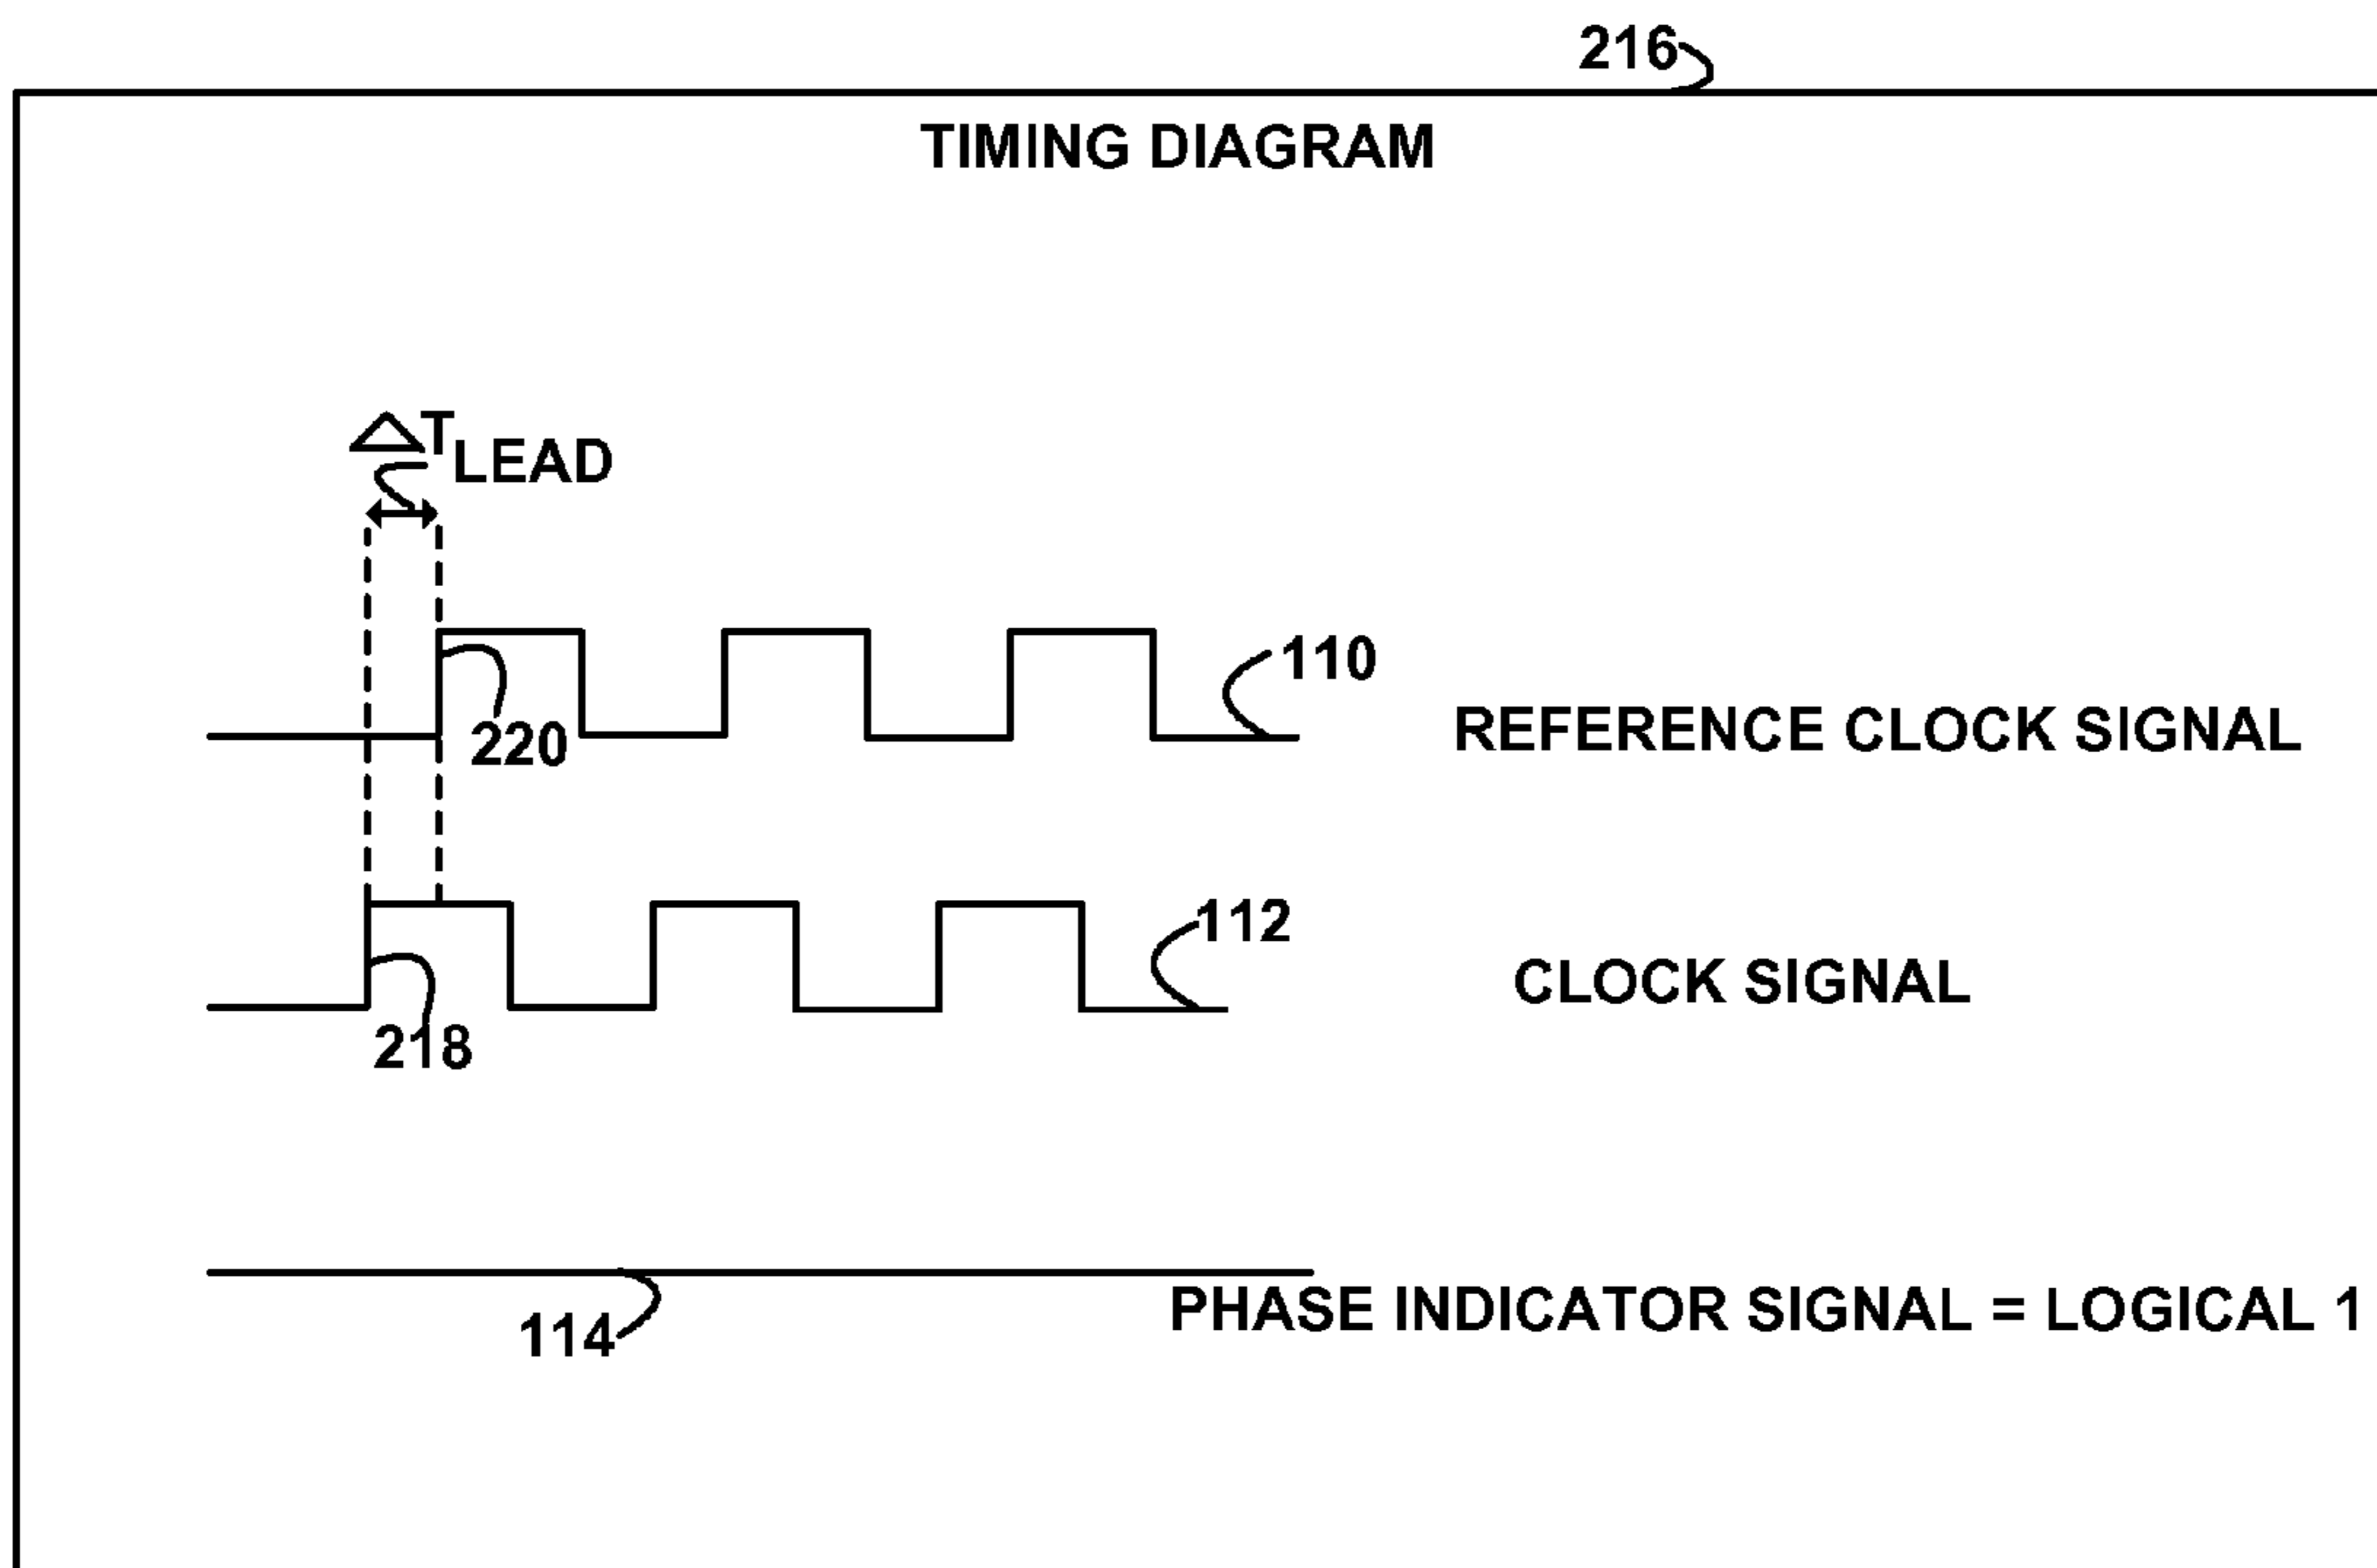 216
TIMING DIAGRAM
△T LEAD
110
220
REFERENCE CLOCK SIGNAL
112
CLOCK SIGNAL
218
PHASE INDICATOR SIGNAL = LOGICAL 1
114